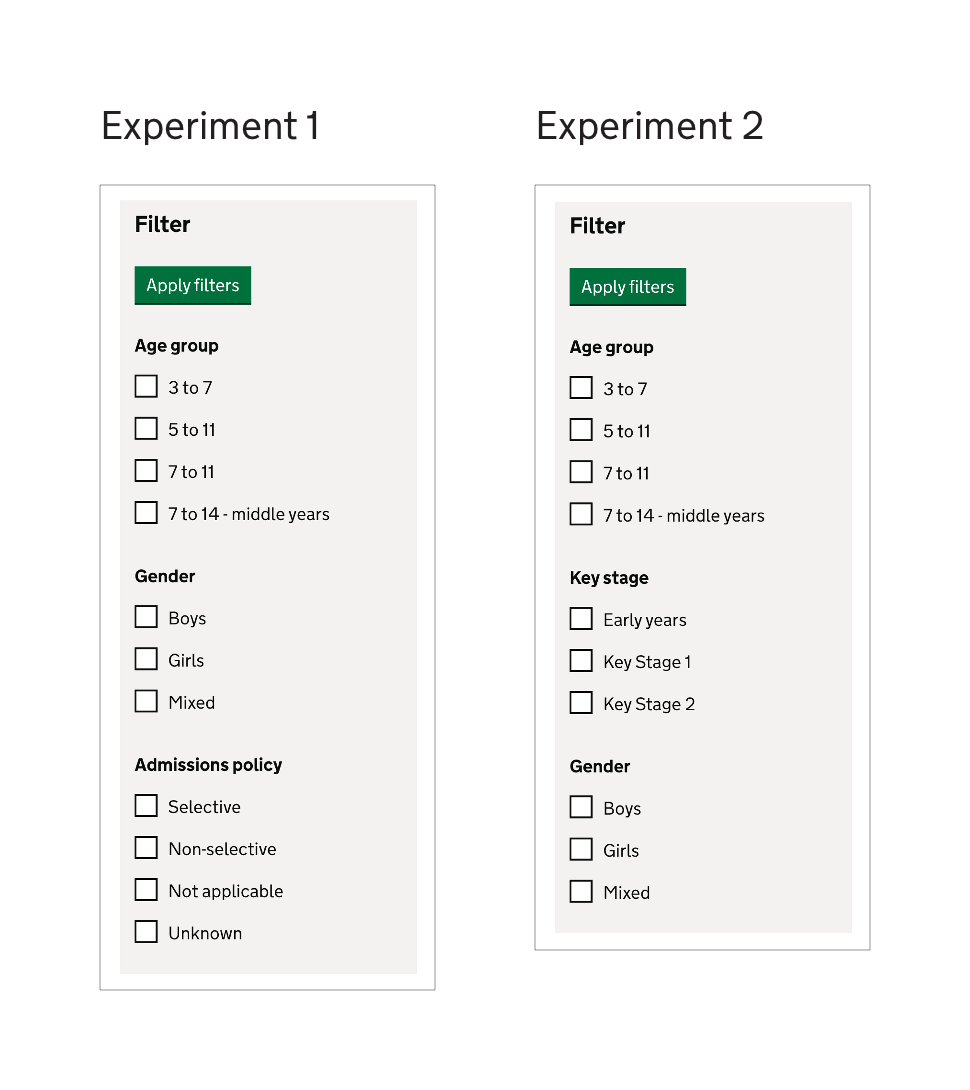 Experiment 1
Filter
Apply filters
Age group
3 to 7
5 to 11
7 to 11
7 to 14 - middle years
Gender
Boys
Girls
Mixed
Admissions policy
Selective
Non-selective
Not applicable
Unknown
Experiment 2
Filter
Apply filters
Age group
3 to 7
5 to 11
7 to 11
7 to 14 - middle years
Key stage
Early years
Key Stage 1
Key Stage 2
Gender
Boys
Girls
Mixed